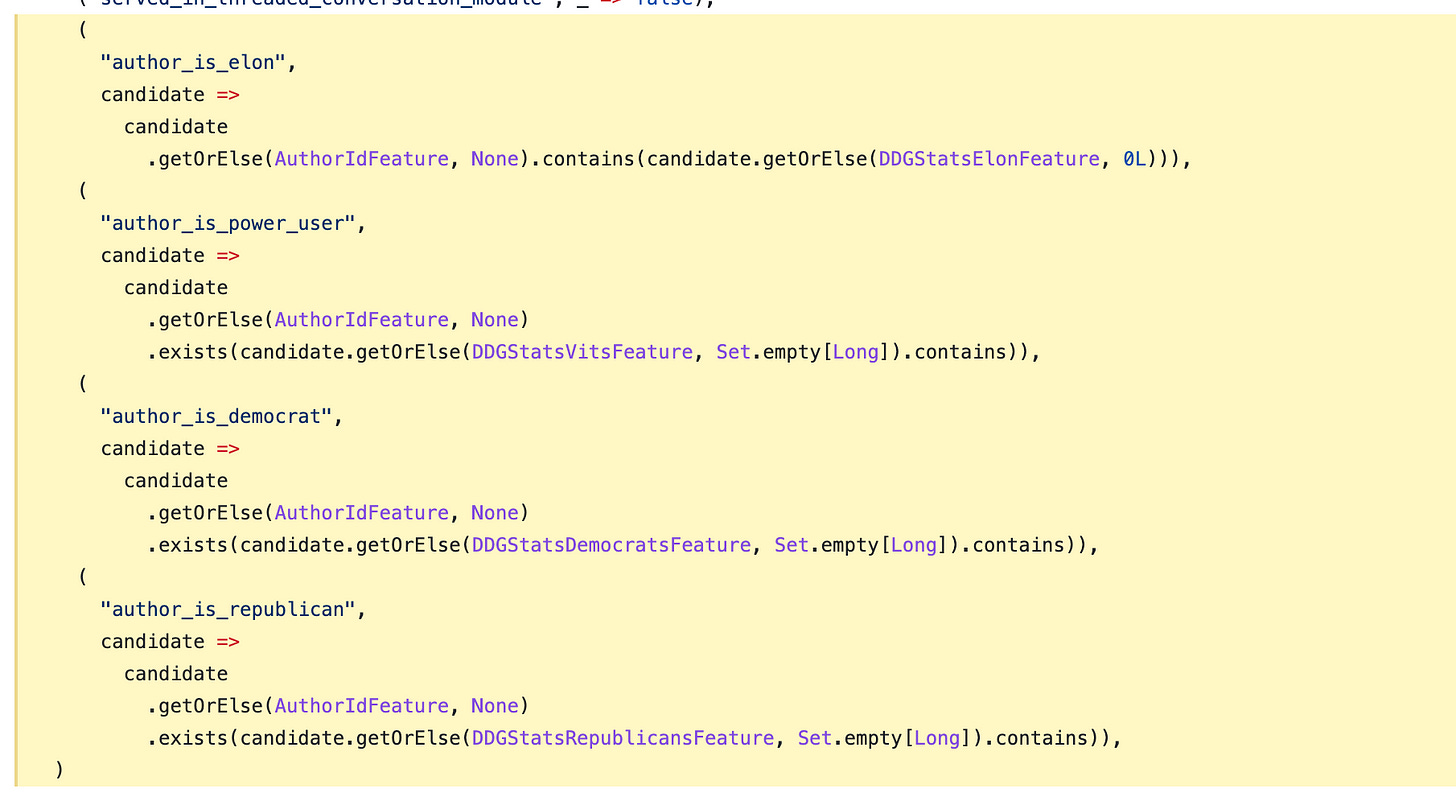 ("served_in_threaded_conversation_module", _ => false),
(
"author_is_elon",
candidate =>
candidate
.getOrElse(AuthorIdFeature, None).contains(candidate.getOrElse(DDGStatsElonFeature, 0L))),
(
"author_is_power_user",
candidate =>
candidate
.getOrElse(AuthorIdFeature, None)
.exists(candidate.getOrElse(DDGStatsVitsFeature, Set.empty[Long]).contains)),
(
"author_is_democrat",
candidate =>
candidate
.getOrElse(AuthorIdFeature, None)
.exists(candidate.getOrElse(DDGStatsDemocratsFeature, Set.empty[Long]).contains)),
(
"author_is_republican",
candidate =>
candidate
.getOrElse(AuthorIdFeature, None)
.exists(candidate.getOrElse(DDGStatsRepublicansFeature, Set.empty[Long]).contains)),
)